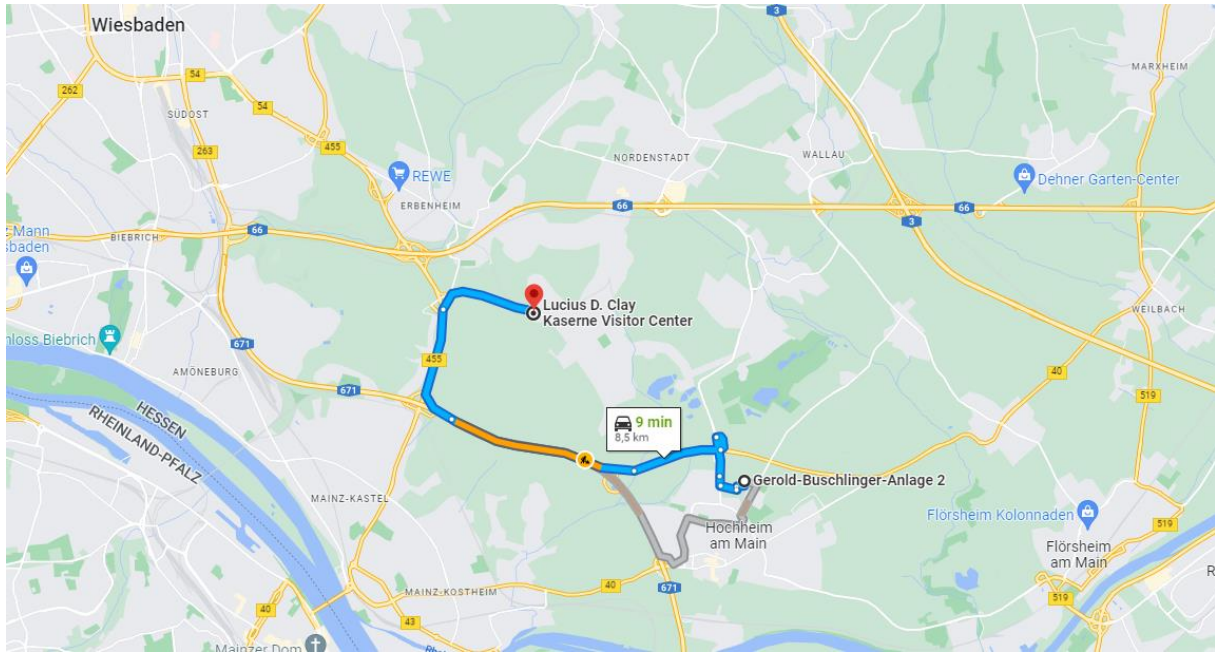 Wiesbaden
3
MARXHEIM
262
54
SÜDOST
54
455
263
NORDENSTADT
WALLAU
REWE
Dehner Garten-Center
ERBENHEIM
66
66
3
BIEBRICH
66
Mann
sbaden
Lucius D. Clay
Kaserne Visitor Center
WEILBACH
671
455
AMÖNEBURG
40
519
671
HESSEN
RHEINLAND-PFALZ
9 min
8,5 km
Gerold-Buschlinger-Anlage 2
MAINZ-KASTEL
Hochheim
am Main
Flörsheim Kolonnaden
519
Flörsheim
am Main
40
671
MAINZ-KOSTHEIM
519
40
43
Mainzer Dom